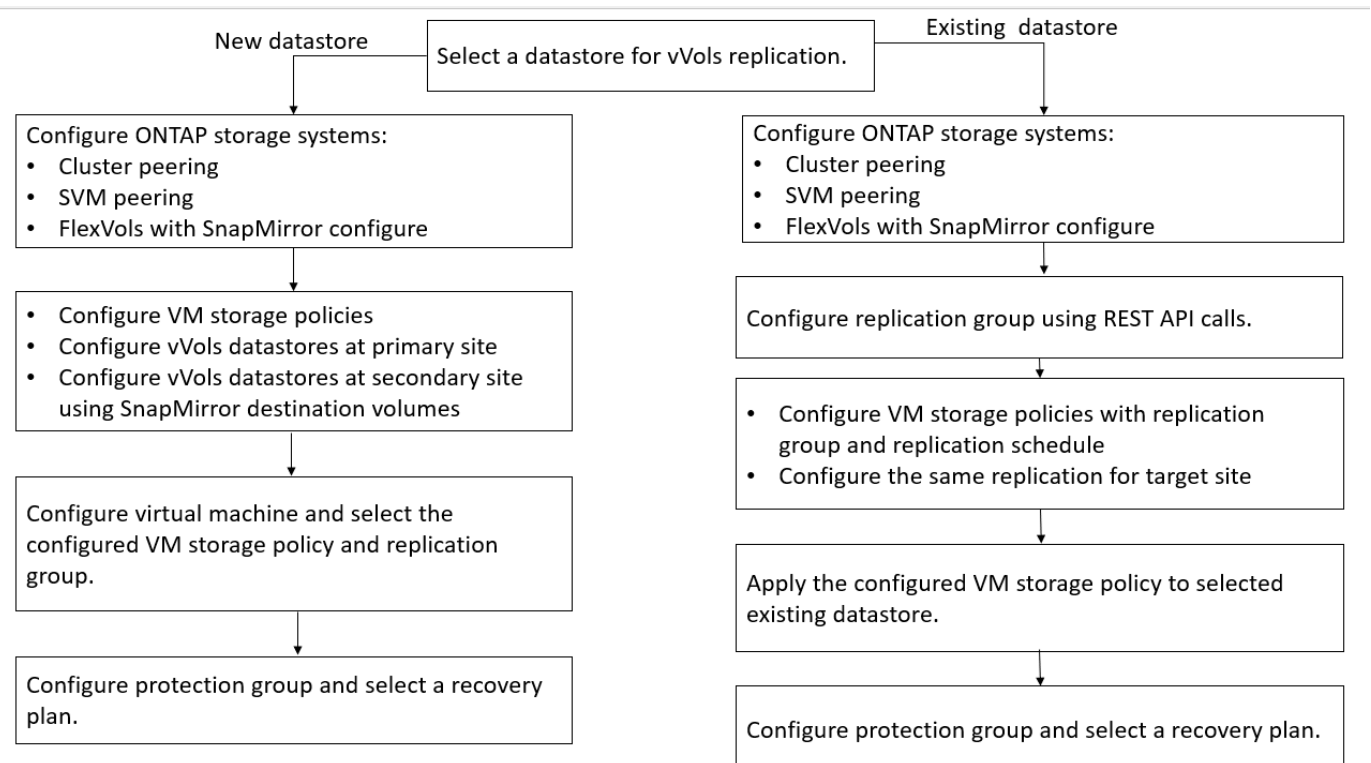 New datastore
Select a datastore for vVols replication.
Existing datastore
Configure ONTAP storage systems:
• Cluster peering
• SVM peering
• FlexVols with SnapMirror configure
• Configure VM storage policies
• Configure vVols datastores at primary site
• Configure vVols datastores at secondary site
using SnapMirror destination volumes
Configure virtual machine and select the
configured VM storage policy and replication
group.
Configure protection group and select a recovery
plan.
Configure ONTAP storage systems:
• Cluster peering
• SVM peering
• FlexVols with SnapMirror configure
Configure replication group using REST API calls.
• Configure VM storage policies with replication
group and replication schedule
• Configure the same replication for target site
Apply the configured VM storage policy to selected
existing datastore.
Configure protection group and select a recovery plan.